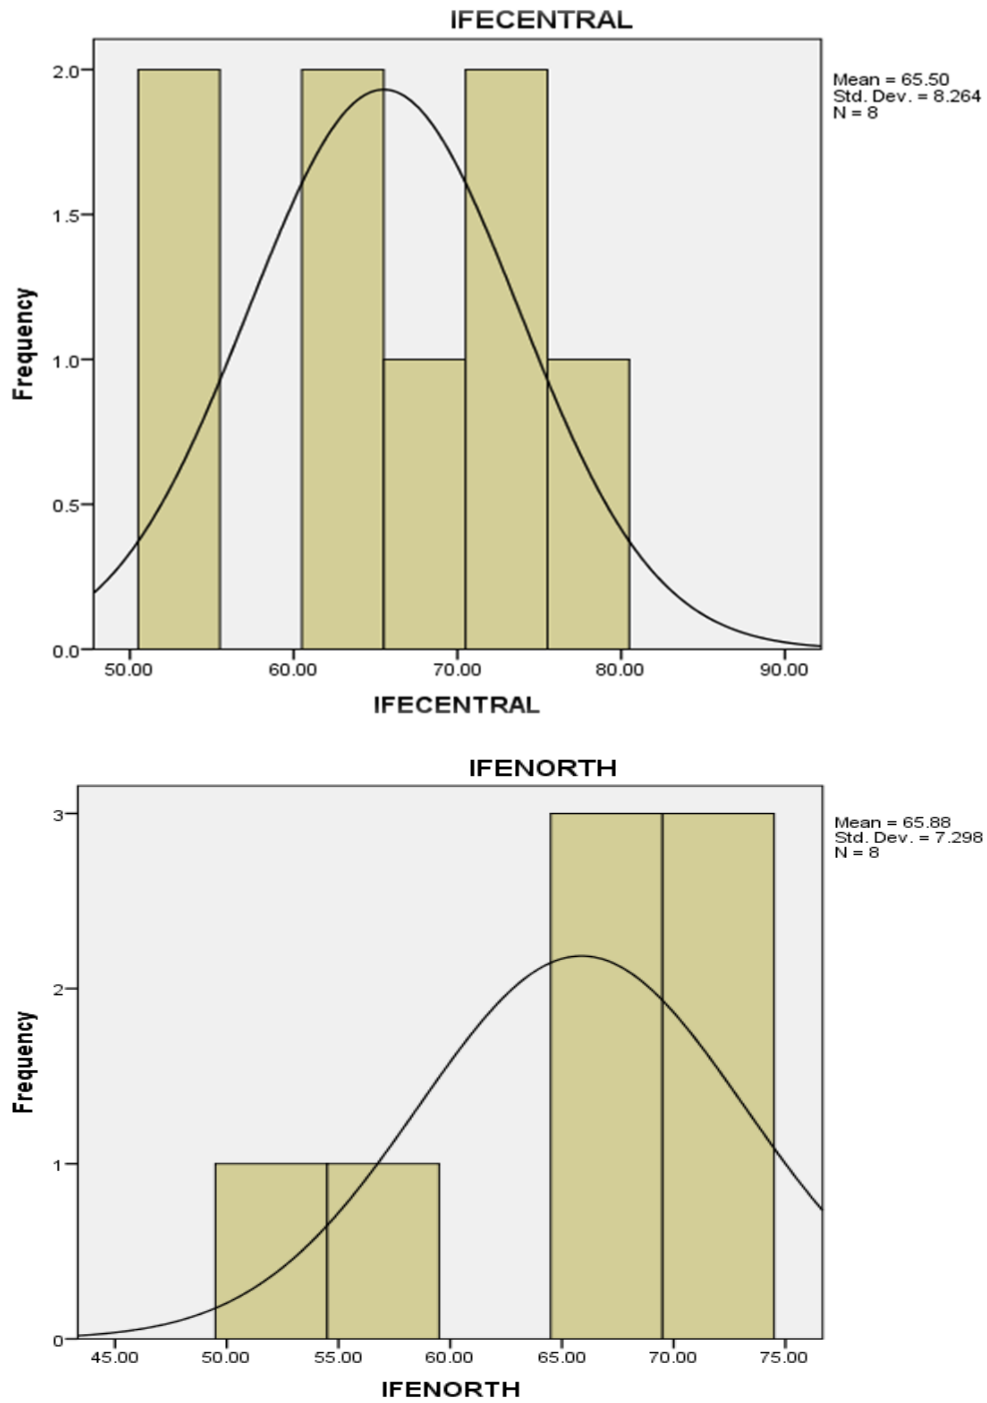 IFECENTRAL
Mean = 65.50
Std. Dev. = 8.264
N = 8
2.0
1.5
1.0
0.5
0.0
Frequency
50.00 60.00 70.00 80.00 90.00
IFECENTRAL
IFENORTH
Mean = 65.88
Std. Dev. = 7.298
N = 8
3
2
1
0
Frequency
45.00 50.00 55.00 60.00 65.00 70.00 75.00
IFENORTH